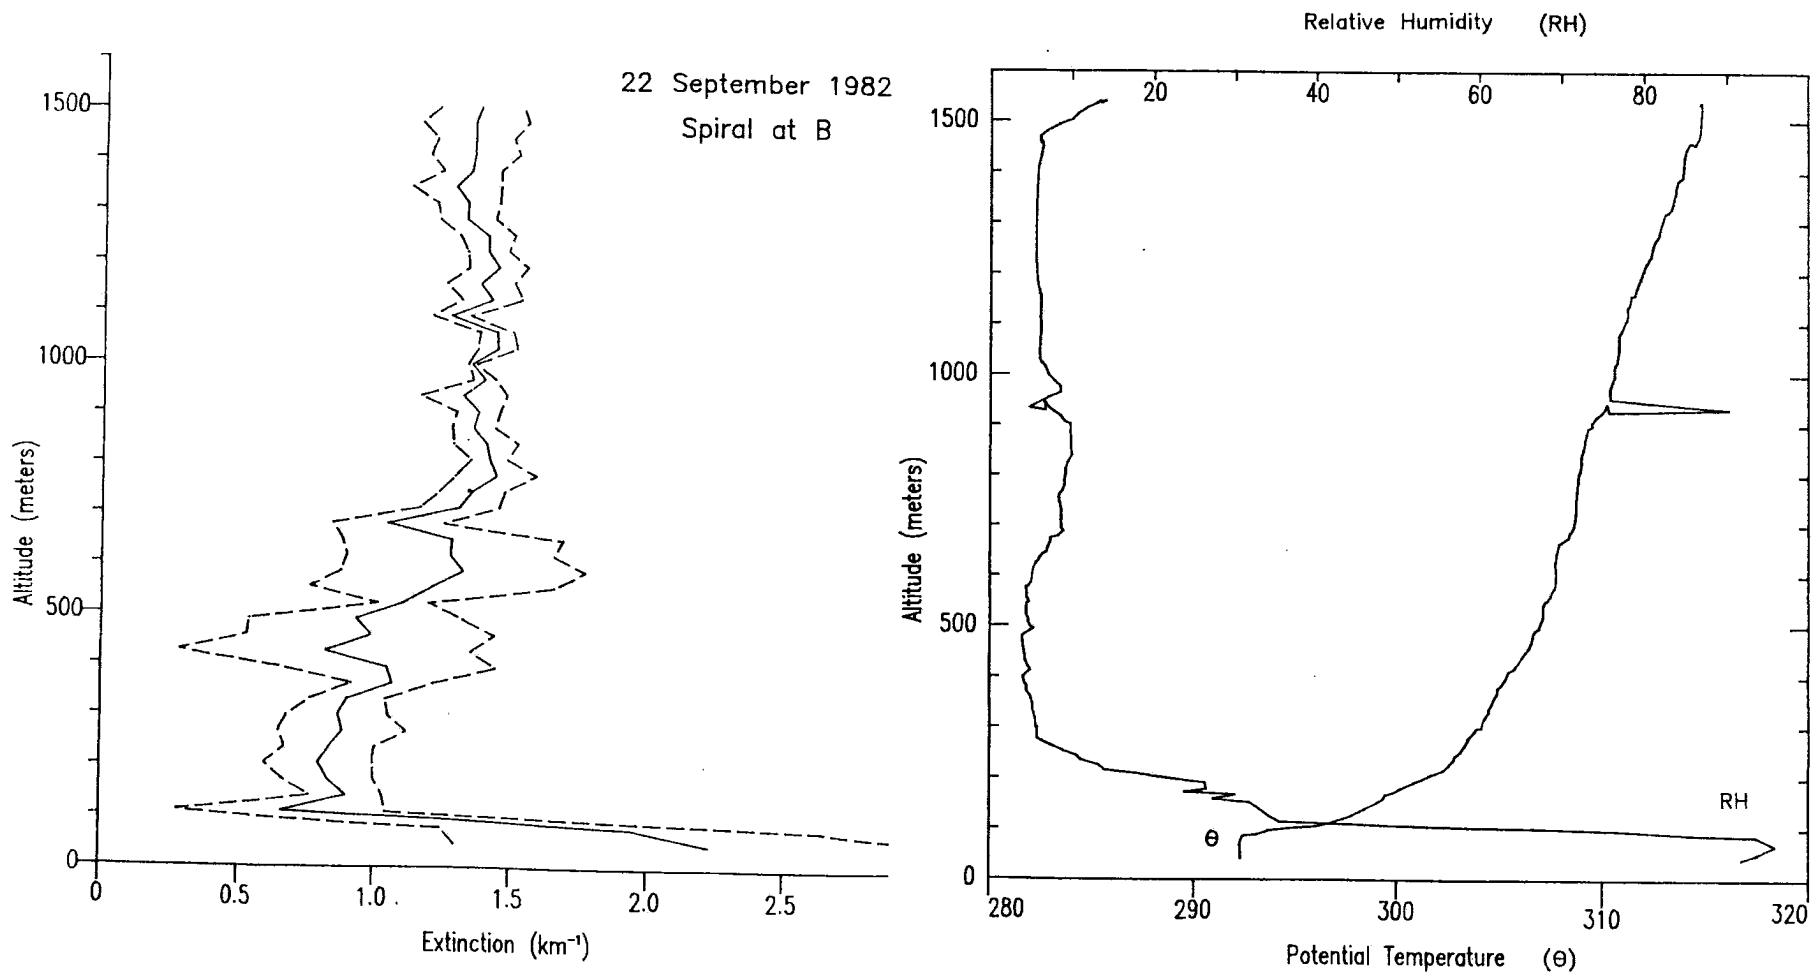 22 September 1982
Spiral at B
1500
1000
500
0
Altitude (meters)
0 0.5 1.0 1.5 2.0 2.5
Extinction (km⁻¹)
Relative Humidity (RH)
20 40 60 80
1500
1000
500
0
Altitude (meters)
RH
θ
280 290 300 310 320
Potential Temperature (θ)